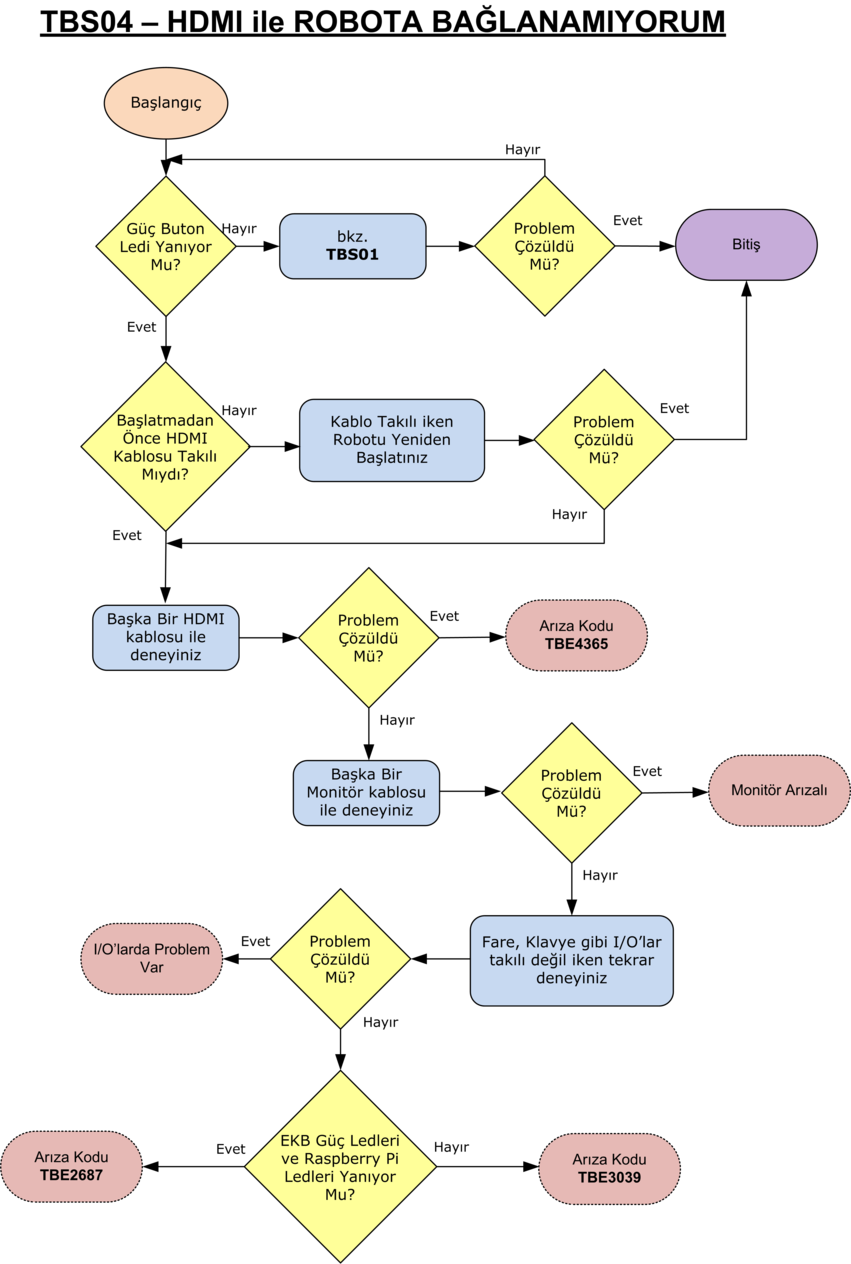 TBS04 – HDMI ile ROBOTA BAĞLANAMIYORUM
Başlangıç
Hayır
Güç Buton
Ledi Yanıyor
Mu?
Hayır
bkz.
TBS01
Problem
Çözüldü
Mü?
Evet
Bitiş
Evet
Başlatmadan
Önce HDMI
Kablosu Takılı
Mıydı?
Hayır
Kablo Takılı iken
Robotu Yeniden
Başlatınız
Problem
Çözüldü
Mü?
Evet
Hayır
Evet
Başka Bir HDMI
kablosu ile
deneyiniz
Problem
Çözüldü
Mü?
Evet
Arıza Kodu
TBE4365
Hayır
Başka Bir
Monitör kablosu
ile deneyiniz
Problem
Çözüldü
Mü?
Evet
Monitör Arızalı
Hayır
Fare, Klavye gibi I/O’lar
takılı değil iken tekrar
deneyiniz
Problem
Çözüldü
Mü?
Evet
I/O’larda Problem
Var
Hayır
EKB Güç Ledleri
ve Raspberry Pi
Ledleri Yanıyor
Mu?
Evet
Arıza Kodu
TBE2687
Hayır
Arıza Kodu
TBE3039